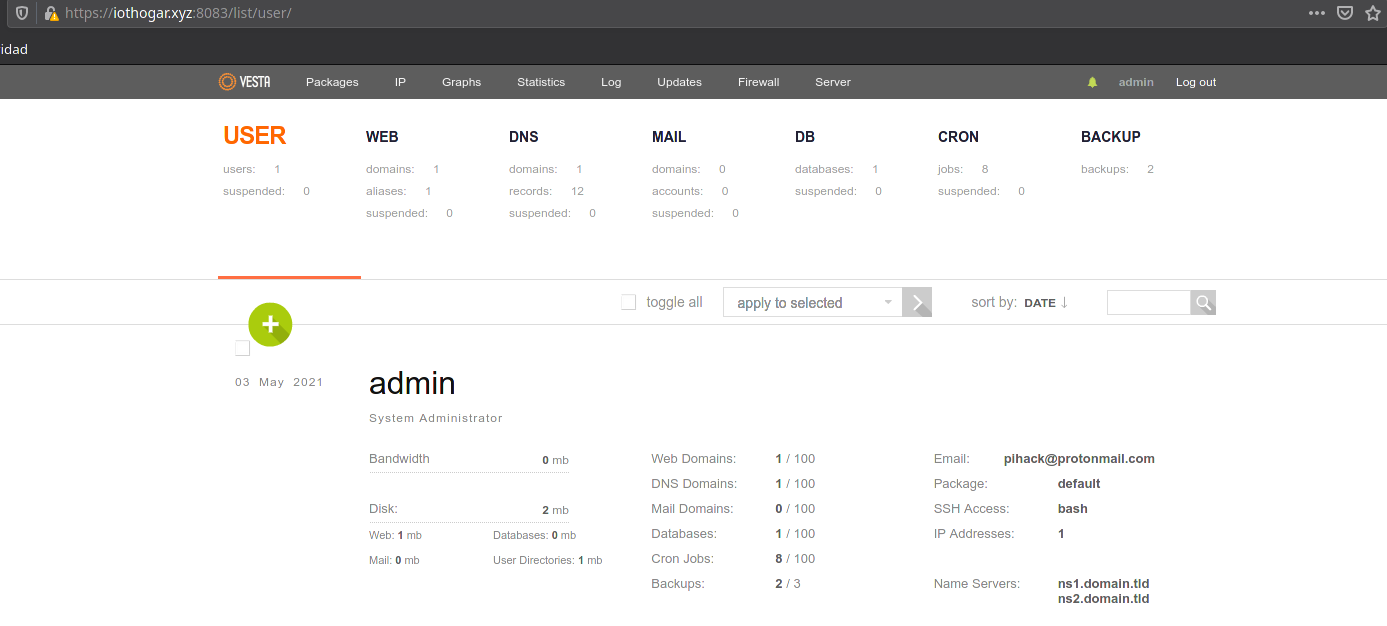 https://iothogar.xyz:8083/list/user/
idad
VESTA Packages IP Graphs Statistics Log Updates Firewall Server admin Log out
USER WEB DNS MAIL DB CRON BACKUP
users: 1 domains: 1 domains: 1 domains: 0 databases: 1 jobs: 8 backups: 2
suspended: 0 aliases: 1 records: 12 accounts: 0 suspended: 0 suspended: 0
suspended: 0 suspended: 0 suspended: 0
toggle all apply to selected sort by: DATE ↓
03 May 2021
admin
System Administrator
Bandwidth 0 mb Web Domains: 1 / 100 Email: pihack@protonmail.com
DNS Domains: 1 / 100 Package: default
Disk: 2 mb Mail Domains: 0 / 100 SSH Access: bash
Web: 1 mb Databases: 0 mb Databases: 1 / 100 IP Addresses: 1
Mail: 0 mb User Directories: 1 mb Cron Jobs: 8 / 100
Backups: 2 / 3 Name Servers: ns1.domain.tld
ns2.domain.tld